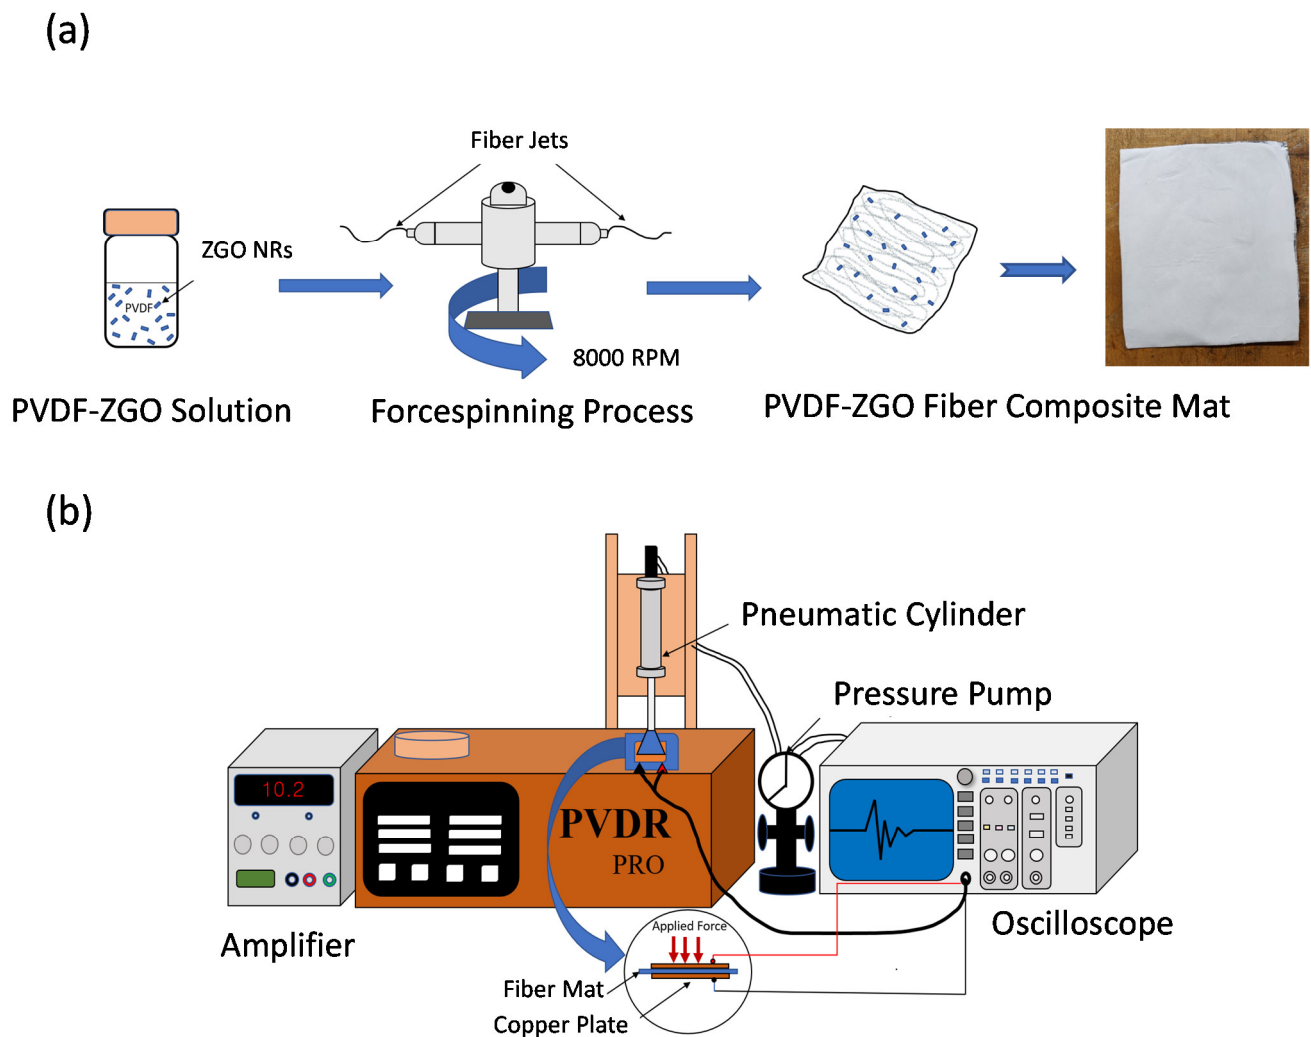 (a)
Fiber Jets
ZGO NRs
PVDF
8000 RPM
PVDF-ZGO Solution
Forcespinning Process
PVDF-ZGO Fiber Composite Mat
(b)
Pneumatic Cylinder
Pressure Pump
10.2
PVDR
PRO
Amplifier
Oscilloscope
Applied Force
Fiber Mat
Copper Plate